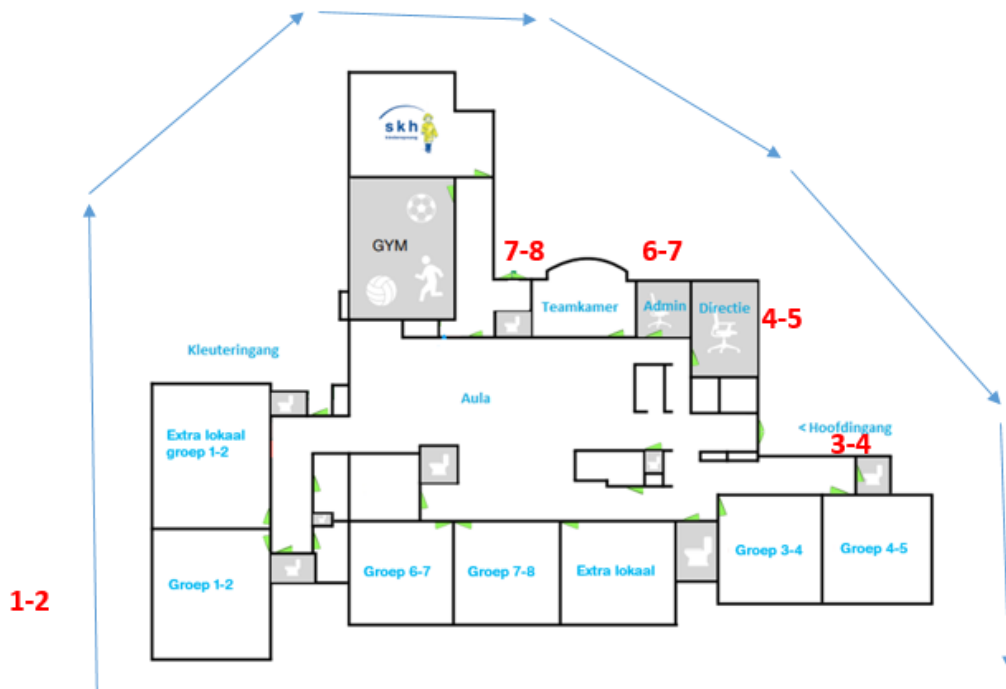 skh
GYM
7-8
6-7
Teamkamer
Admin
Directie
4-5
Kleuteringang
Aula
< Hoofdingang
3-4
Extra lokaal
groep 1-2
Groep 1-2
Groep 6-7
Groep 7-8
Extra lokaal
Groep 3-4
Groep 4-5
1-2